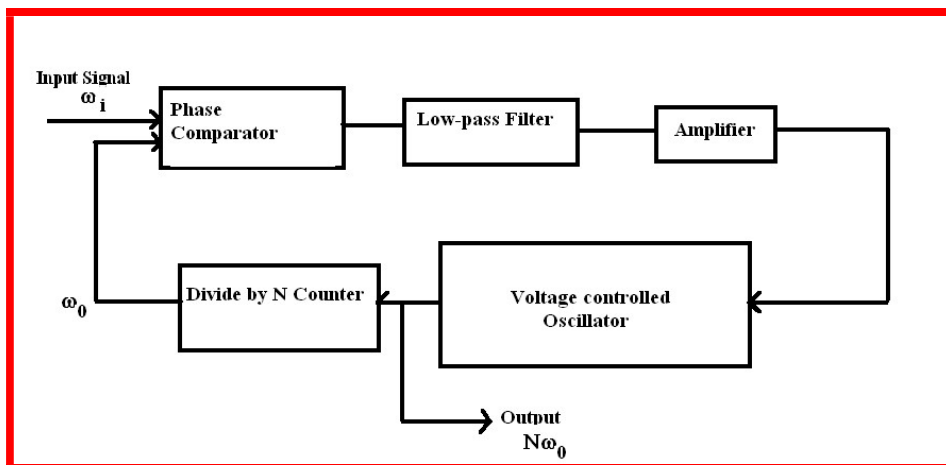 Input Signal
ω i
Phase
Comparator
Low-pass Filter
Amplifier
ω0
Divide by N Counter
Voltage controlled
Oscillator
Output
Nω0